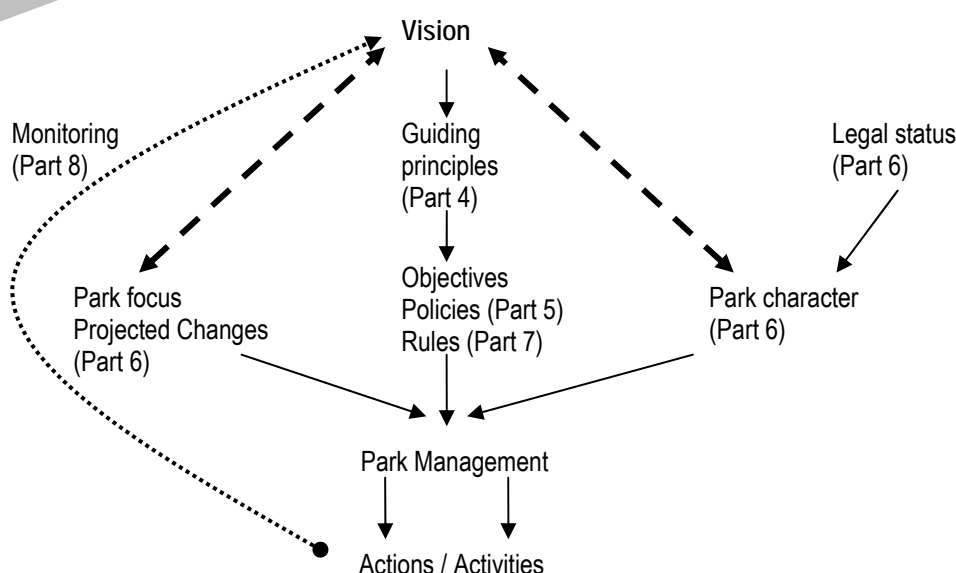 Vision
Monitoring
(Part 8)
Guiding
principles
(Part 4)
Legal status
(Part 6)
Park focus
Projected Changes
(Part 6)
Objectives
Policies (Part 5)
Rules (Part 7)
Park character
(Part 6)
Park Management
Actions / Activities